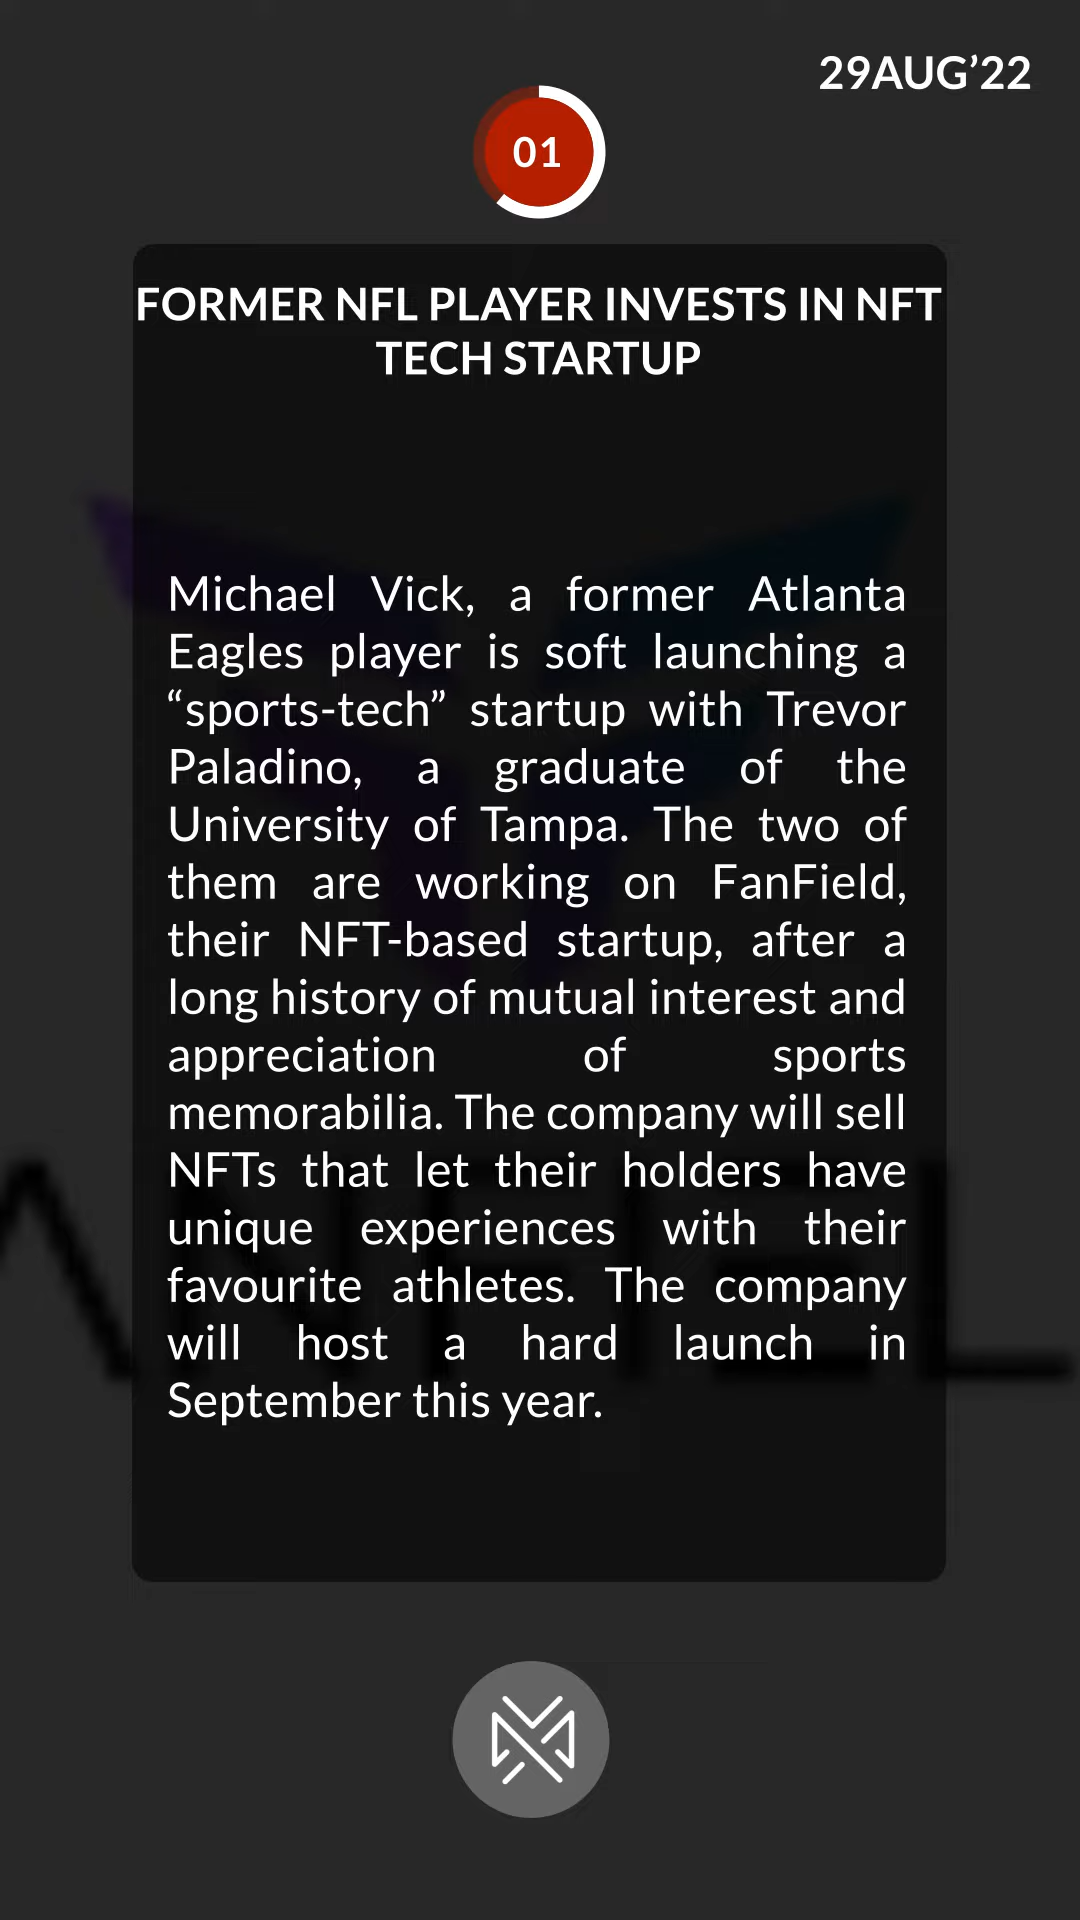 29AUG’22
01
FORMER NFL PLAYER INVESTS IN NFT
TECH STARTUP
Michael Vick, a former Atlanta
Eagles player is soft launching a
“sports-tech” startup with Trevor
Paladino, a graduate of the
University of Tampa. The two of
them are working on FanField,
their NFT-based startup, after a
long history of mutual interest and
appreciation of sports
memorabilia. The company will sell
NFTs that let their holders have
unique experiences with their
favourite athletes. The company
will host a hard launch in
September this year.